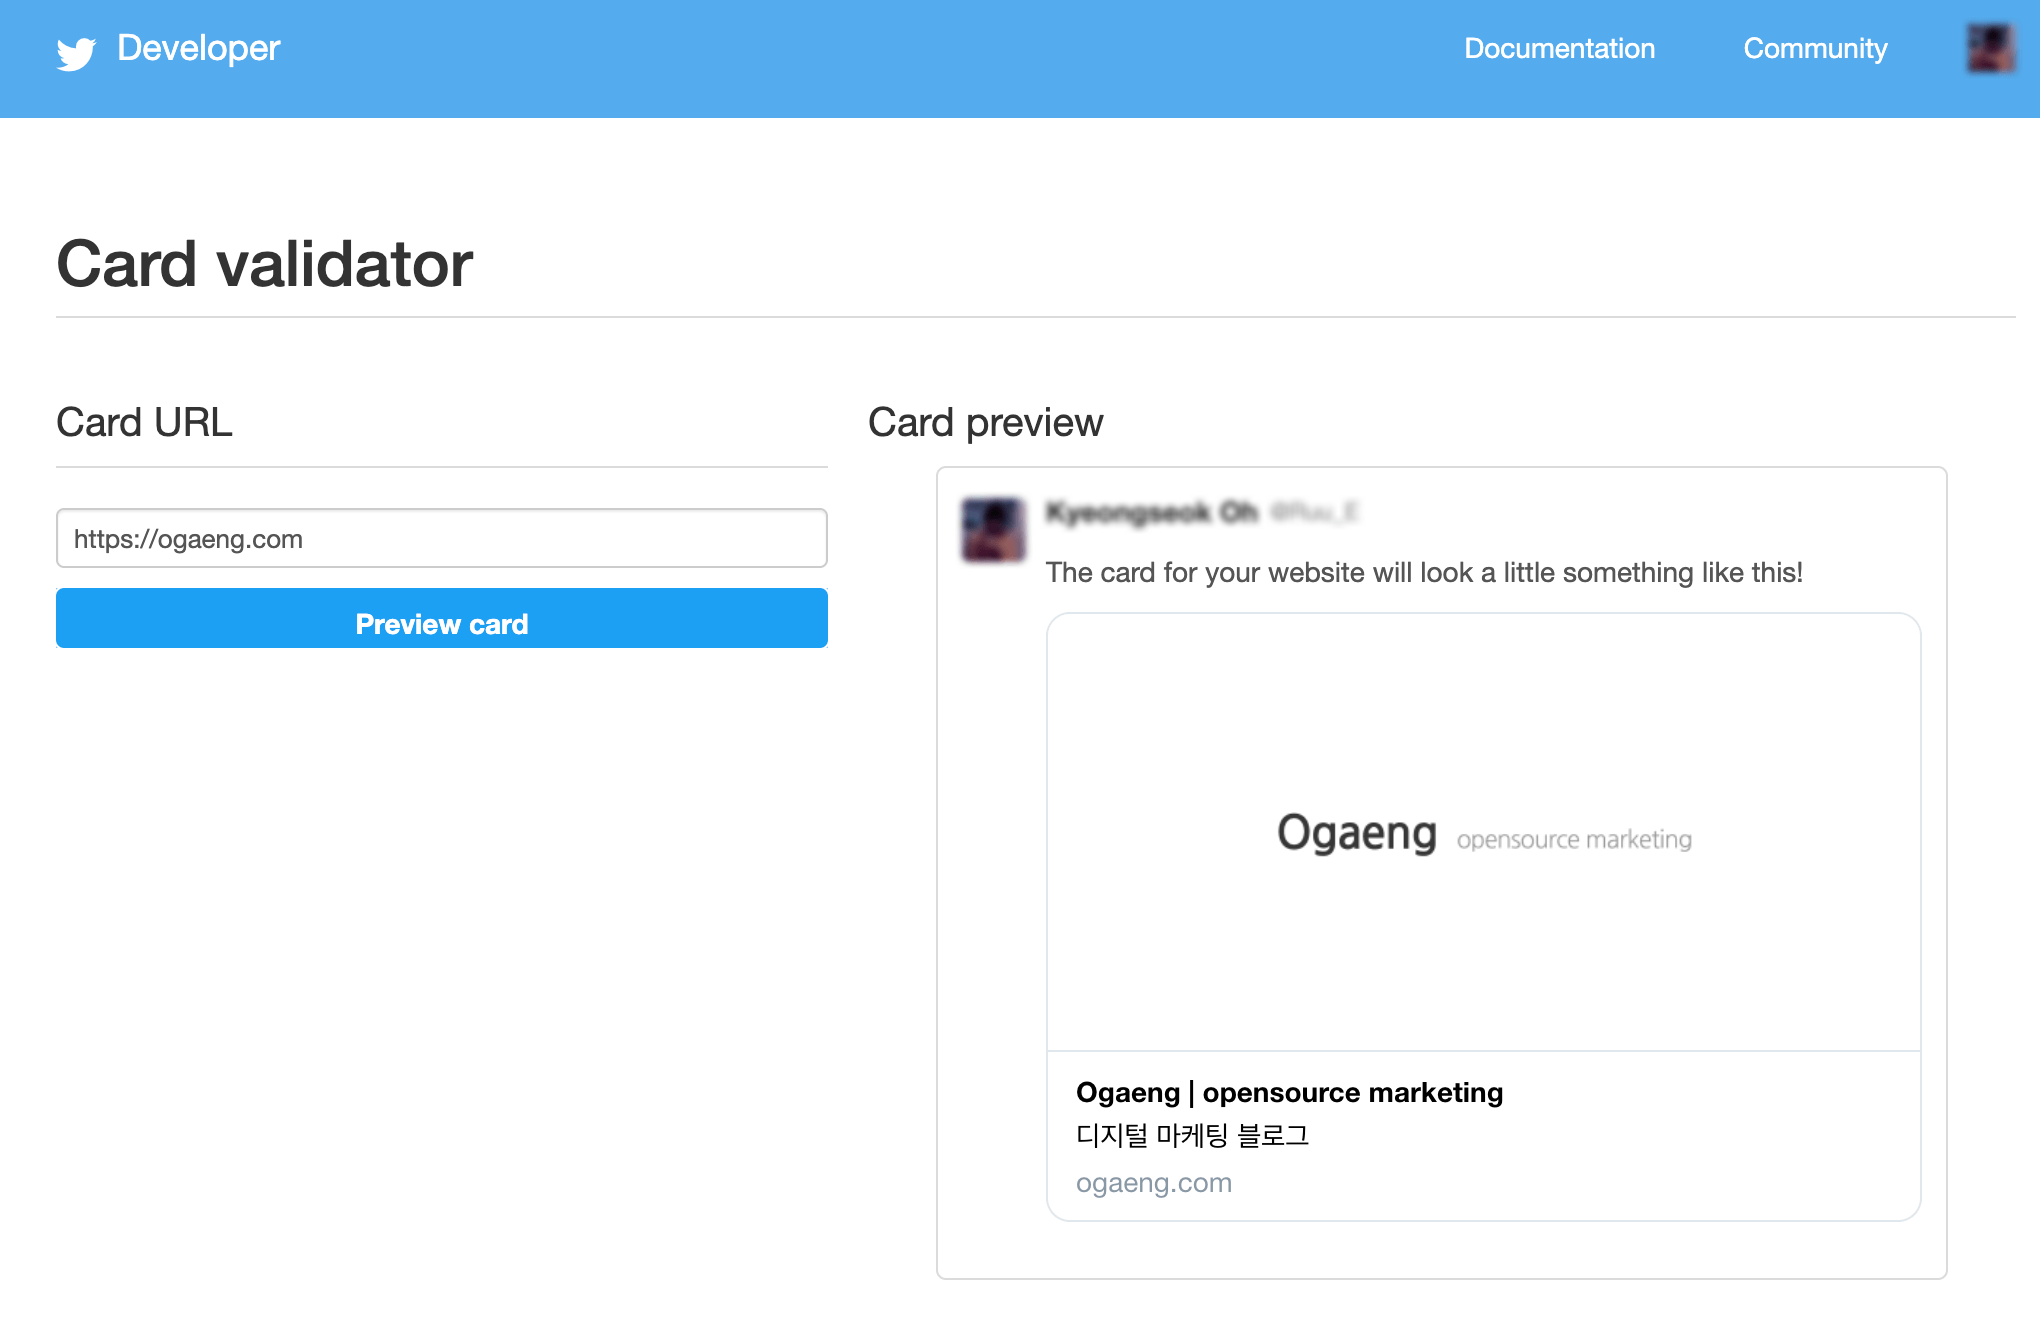 Developer
Documentation
Community
Card validator
Card URL
https://ogaeng.com
Preview card
Card preview
Kyeongseok Oh
The card for your website will look a little something like this!
Ogaeng opensource marketing
Ogaeng | opensource marketing
디지털 마케팅 블로그
ogaeng.com